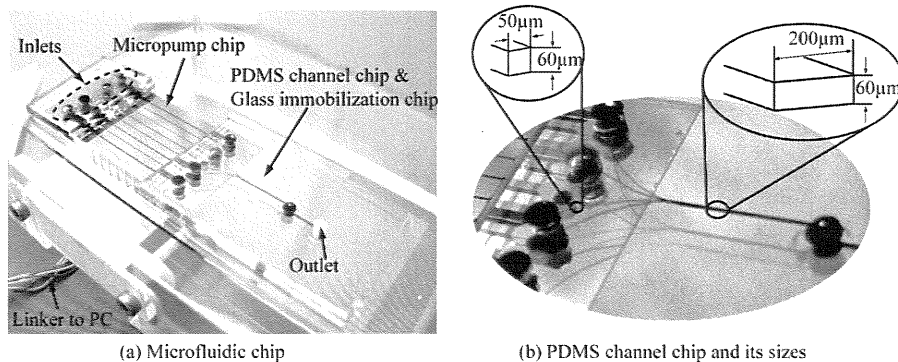 Inlets
Micropump chip
PDMS channel chip &
Glass immobilization chip
Outlet
Linker to PC
(a) Microfluidic chip
50μm
60μm
200μm
60μm
(b) PDMS channel chip and its sizes